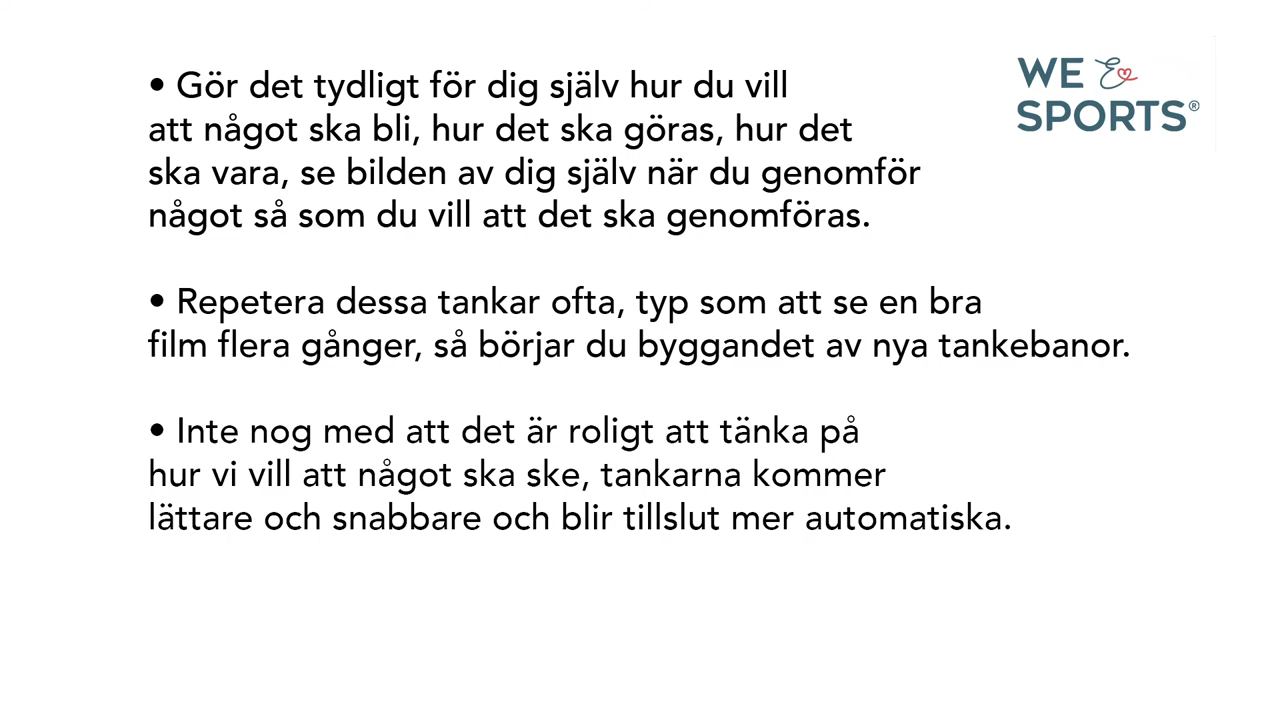 WE
SPORTS®
• Gör det tydligt för dig själv hur du vill
att något ska bli, hur det ska göras, hur det
ska vara, se bilden av dig själv när du genomför
något så som du vill att det ska genomföras.
• Repetera dessa tankar ofta, typ som att se en bra
film flera gånger, så börjar du byggandet av nya tankebanor.
• Inte nog med att det är roligt att tänka på
hur vi vill att något ska ske, tankarna kommer
lättare och snabbare och blir tillslut mer automatiska.